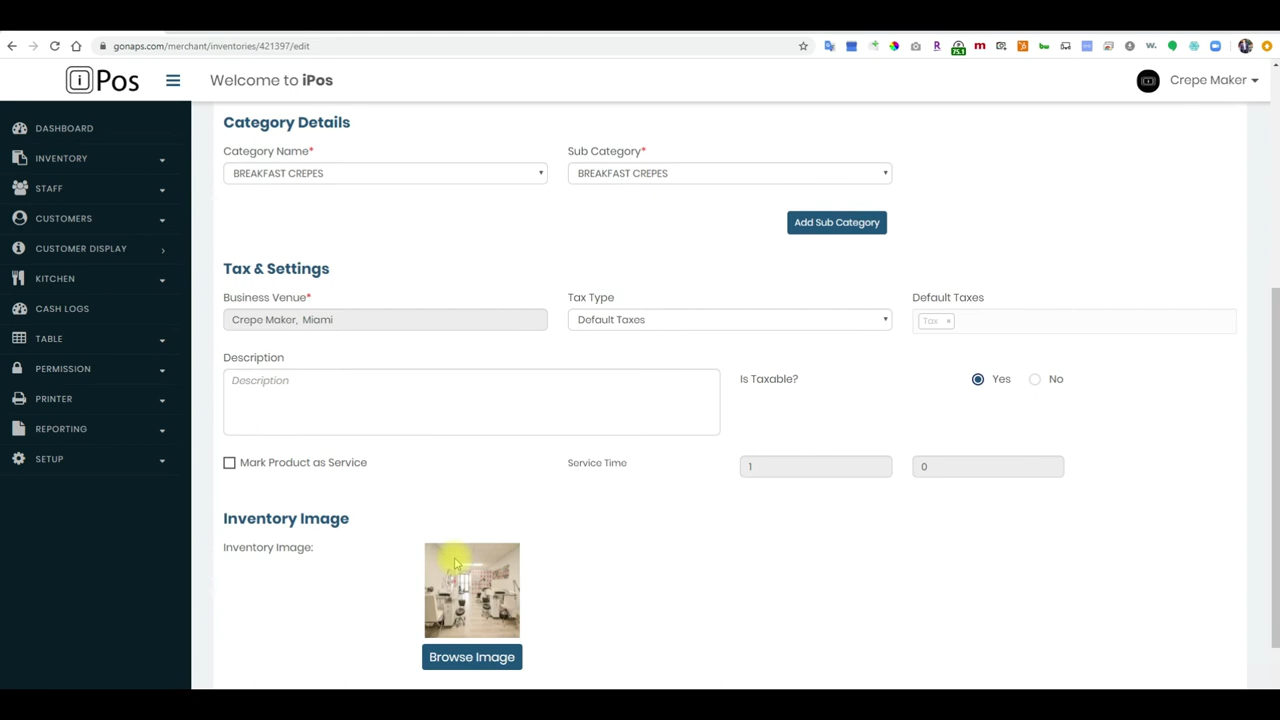 gonaps.com/merchant/inventories/421397/edit
75.1
iPos
Welcome to iPos
Crepe Maker
DASHBOARD
INVENTORY
STAFF
CUSTOMERS
CUSTOMER DISPLAY
KITCHEN
CASH LOGS
TABLE
PERMISSION
PRINTER
REPORTING
SETUP
Category Details
Category Name* Sub Category*
BREAKFAST CREPES BREAKFAST CREPES
Add Sub Category
Tax & Settings
Business Venue* Tax Type Default Taxes
Crepe Maker, Miami Default Taxes Tax ×
Description
Description
Is Taxable? Yes No
Mark Product as Service Service Time 1 0
Inventory Image
Inventory Image:
Browse Image